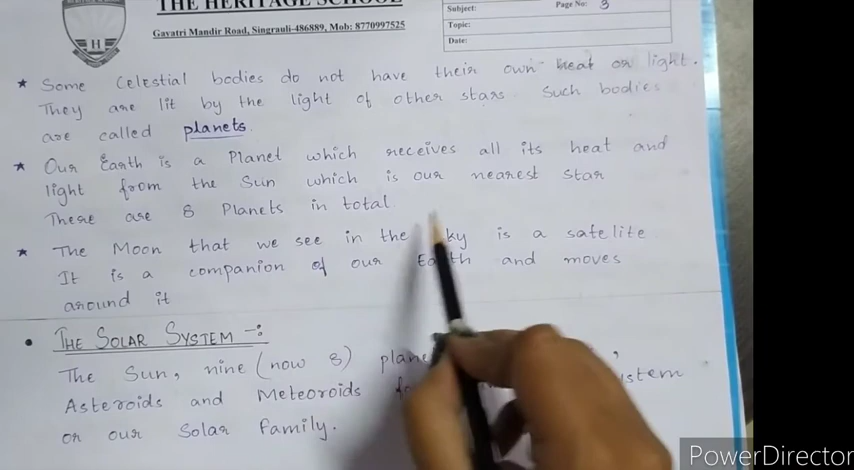 THE HERITAGE SCHOOL
Gayatri Mandir Road, Singrauli-486889, Mob: 8770997525
Subject:
Page No: 3
Topic:
Date:
H
★ Some Celestial bodies do not have their own heat or light.
They are lit by the light of other stars Such bodies
are called planets.
★ Our Earth is a Planet which receives all its heat and
light from the Sun which is our nearest star
There are 8 Planets in total
★ The Moon that we see in the ky is a satelite
It is a companion of our Earth and moves
around it
• THE SOLAR SYSTEM -:
The Sun, nine (now 8) plane
Asteroids and Meteoroids ystem
or our Solar family.
PowerDirector